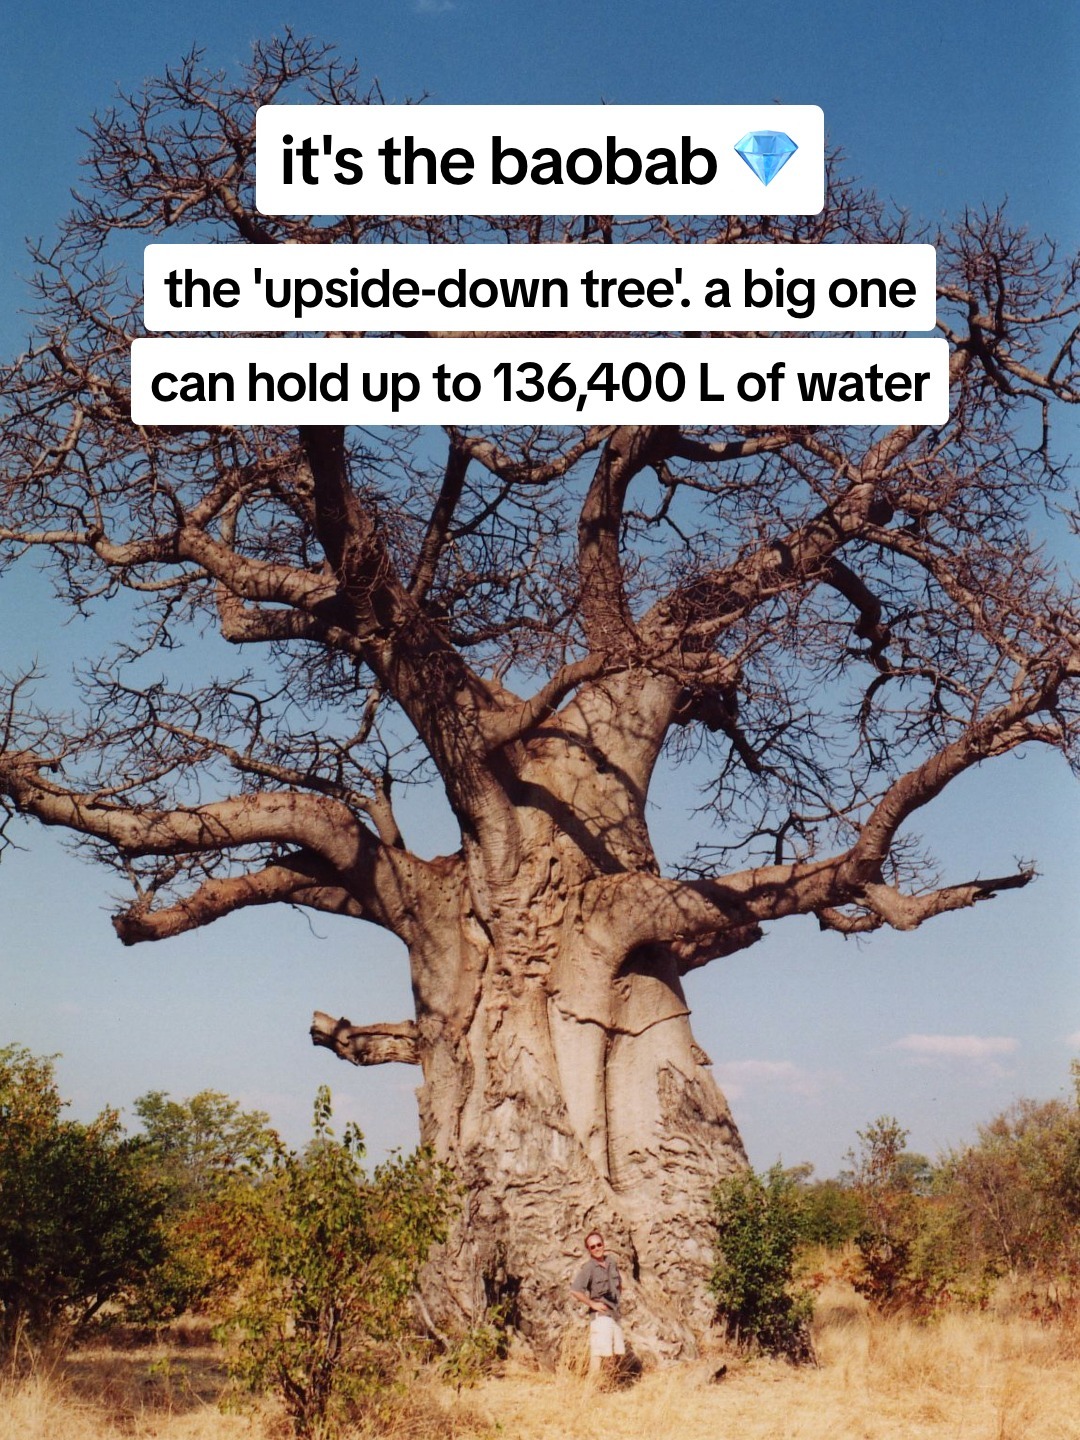 it's the baobab 💎
the 'upside-down tree'. a big one
can hold up to 136,400 L of water